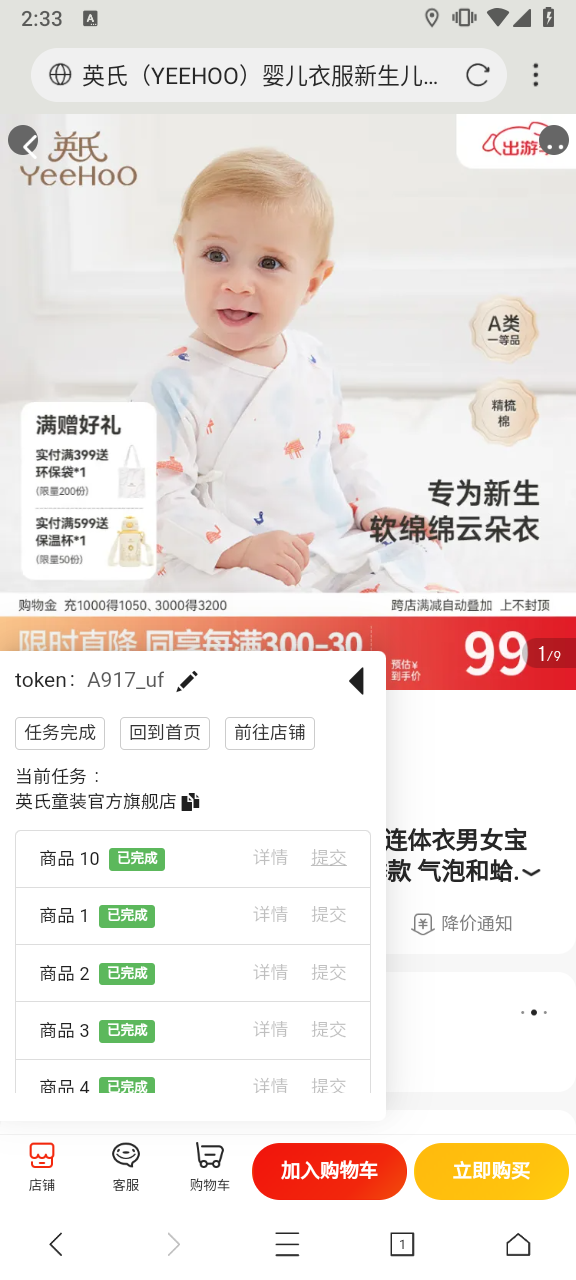 2:33
A
英氏（YEEHOO）婴儿衣服新生儿...
英氏
YeeHoO
A类
一等品
精梳
棉
满赠好礼
实付满399送
环保袋*1
(限量200份)
实付满599送
保温杯*1
(限量50份)
专为新生
软绵绵云朵衣
购物金 充1000得1050、3000得3200
跨店满减自动叠加 上不封顶
限时直降 同享每满300-30
预估¥
到手价
99
1/9
token： A917_uf
任务完成
回到首页
前往店铺
当前任务：
英氏童装官方旗舰店
商品 10 已完成 详情 提交
商品 1 已完成 详情 提交
商品 2 已完成 详情 提交
商品 3 已完成 详情 提交
商品 4 已完成 详情 提交
连体衣男女宝
款 气泡和蛤.
降价通知
店铺
客服
购物车
加入购物车
立即购买
1